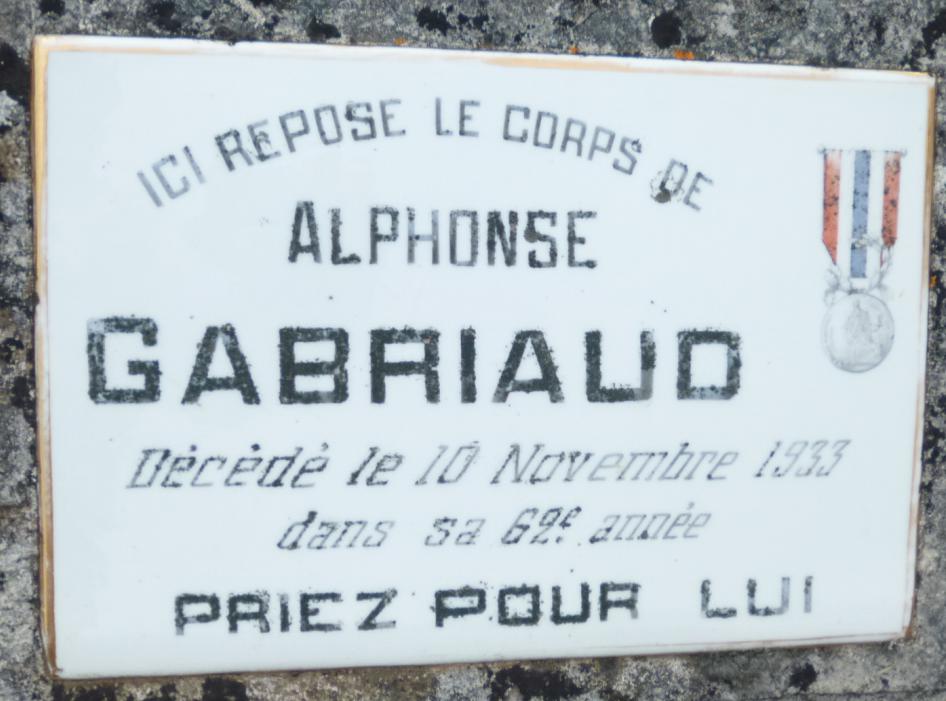 ICI REPOSE LE CORPS DE
ALPHONSE
GABRIAUD
Décédé le 10 Novembre 1933
dans sa 62e année
PRIEZ POUR LUI